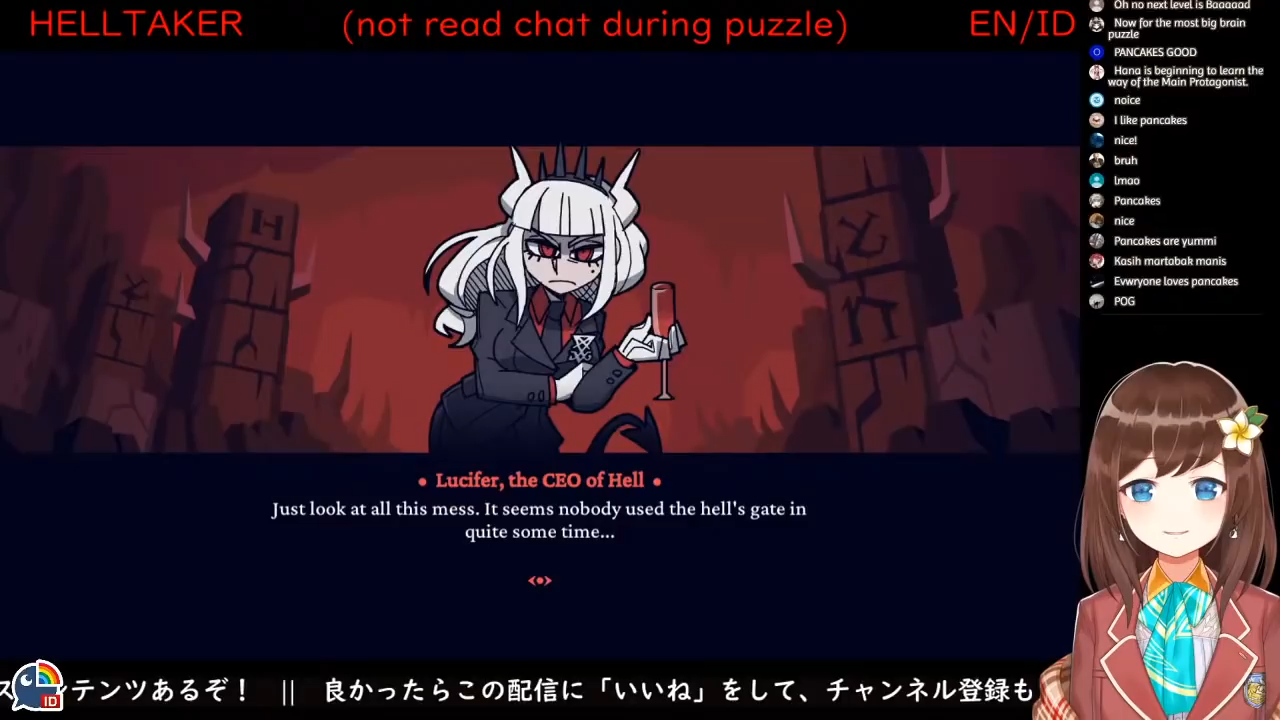 HELLTAKER
(not read chat during puzzle)
EN/ID
Oh no next level is Baaaaad
Now for the most big brain
puzzle
PANCAKES GOOD
Hana is beginning to learn the
way of the Main Protagonist.
noice
I like pancakes
nice!
bruh
lmao
Pancakes
nice
Pancakes are yummi
Kasih martabak manis
Evwryone loves pancakes
POG
• Lucifer, the CEO of Hell •
Just look at all this mess. It seems nobody used the hell's gate in
quite some time...
ID
ンテンツあるぞ！ || 良かったらこの配信に「いいね」をして、チャンネル登録も